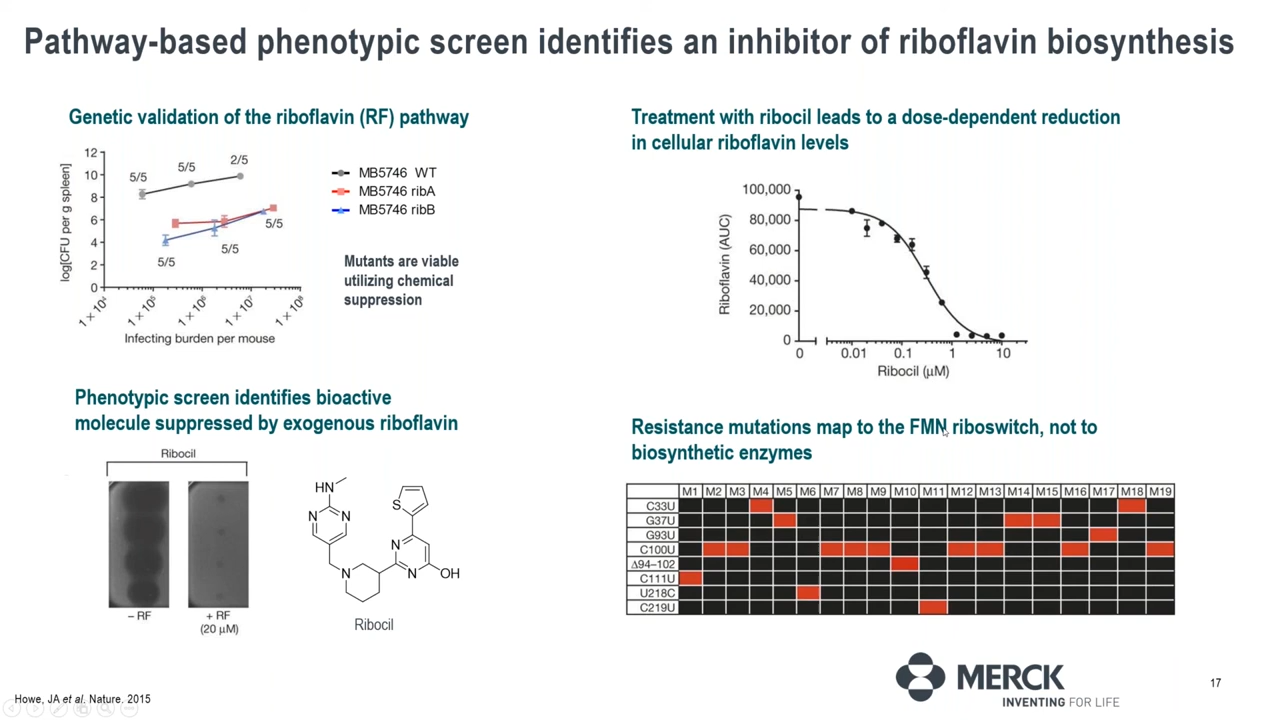 Pathway-based phenotypic screen identifies an inhibitor of riboflavin biosynthesis
Genetic validation of the riboflavin (RF) pathway
log[CFU per g spleen]
12
10
8
6
4
2
0
5/5
5/5
2/5
5/5
5/5
5/5
1 × 10⁴
1 × 10⁵
1 × 10⁶
1 × 10⁷
1 × 10⁸
Infecting burden per mouse
MB5746 WT
MB5746 ribA
MB5746 ribB
Mutants are viable
utilizing chemical
suppression
Treatment with ribocil leads to a dose-dependent reduction
in cellular riboflavin levels
Riboflavin (AUC)
100,000
80,000
60,000
40,000
20,000
0
0
0.01
0.1
1
10
Ribocil (μM)
Phenotypic screen identifies bioactive
molecule suppressed by exogenous riboflavin
Ribocil
– RF
+ RF
(20 μM)
HN
N
N
S
N
N
N
OH
Ribocil
Resistance mutations map to the FMN riboswitch, not to
biosynthetic enzymes
M1 M2 M3 M4 M5 M6 M7 M8 M9 M10 M11 M12 M13 M14 M15 M16 M17 M18 M19
C33U
G37U
G93U
C100U
Δ94–102
C111U
U218C
C219U
MERCK
INVENTING FOR LIFE
17
Howe, JA et al. Nature. 2015